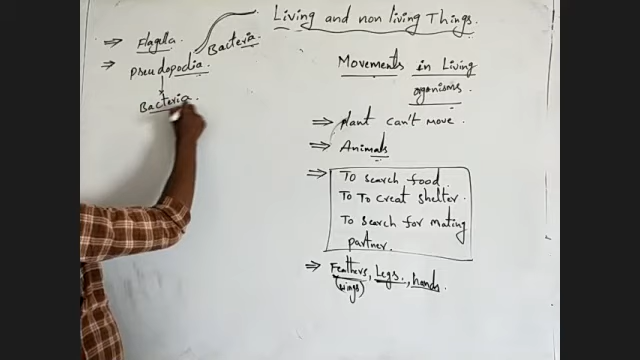 Living and non living Things.
⇒ Flagella
Bacteria.
⇒ pseudopodia
Bacteria.
Movements in Living
organisms
⇒ plant can't move.
⇒ Animals
⇒ To search food.
To To creat shelter.
To search for mating
partner.
⇒ Feathers, Legs, hands.
(wings)